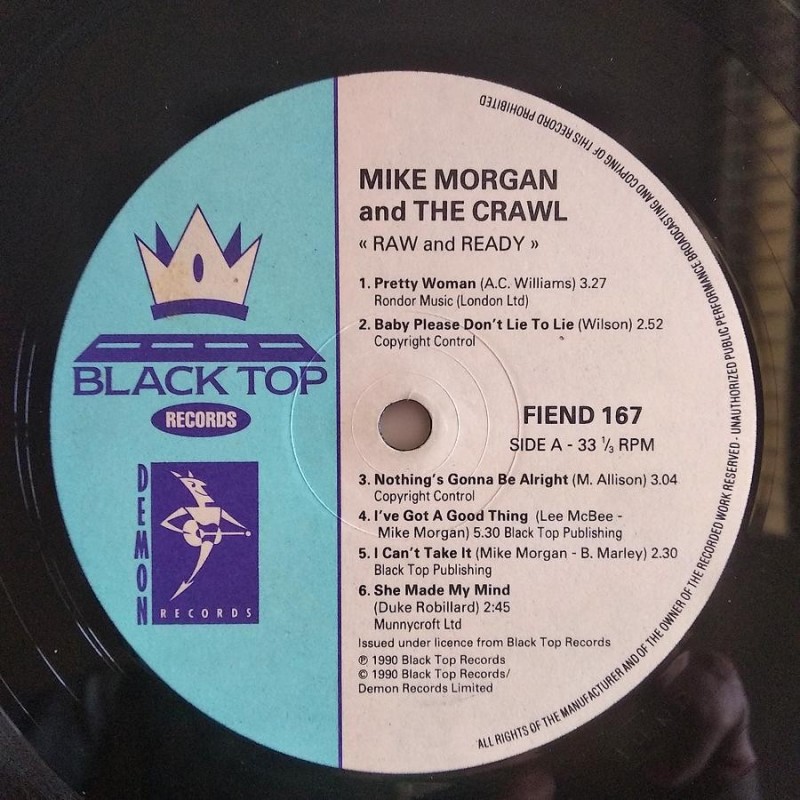 MIKE MORGAN
and THE CRAWL
« RAW and READY »
1. Pretty Woman (A.C. Williams) 3.27
Rondor Music (London Ltd)
2. Baby Please Don't Lie To Lie (Wilson) 2.52
Copyright Control
BLACK TOP
RECORDS
FIEND 167
SIDE A - 33 ⅓ RPM
3. Nothing's Gonna Be Alright (M. Allison) 3.04
Copyright Control
4. I've Got A Good Thing (Lee McBee -
Mike Morgan) 5.30 Black Top Publishing
5. I Can't Take It (Mike Morgan - B. Marley) 2.30
Black Top Publishing
6. She Made My Mind
(Duke Robillard) 2:45
Munnycroft Ltd
DEMON
RECORDS
Issued under licence from Black Top Records
℗ 1990 Black Top Records
© 1990 Black Top Records/
Demon Records Limited
ALL RIGHTS OF THE MANUFACTURER AND OF THE OWNER OF THE RECORDED WORK RESERVED - UNAUTHORIZED PUBLIC PERFORMANCE BROADCASTING AND COPYING OF THIS RECORD PROHIBITED